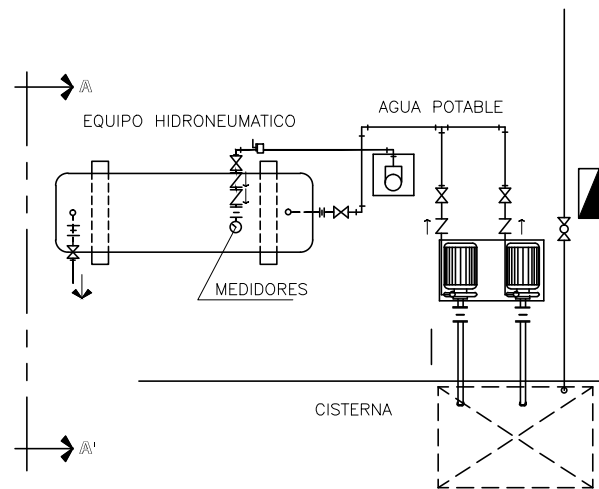 A
AGUA POTABLE
EQUIPO HIDRONEUMATICO
MEDIDORES
CISTERNA
A'